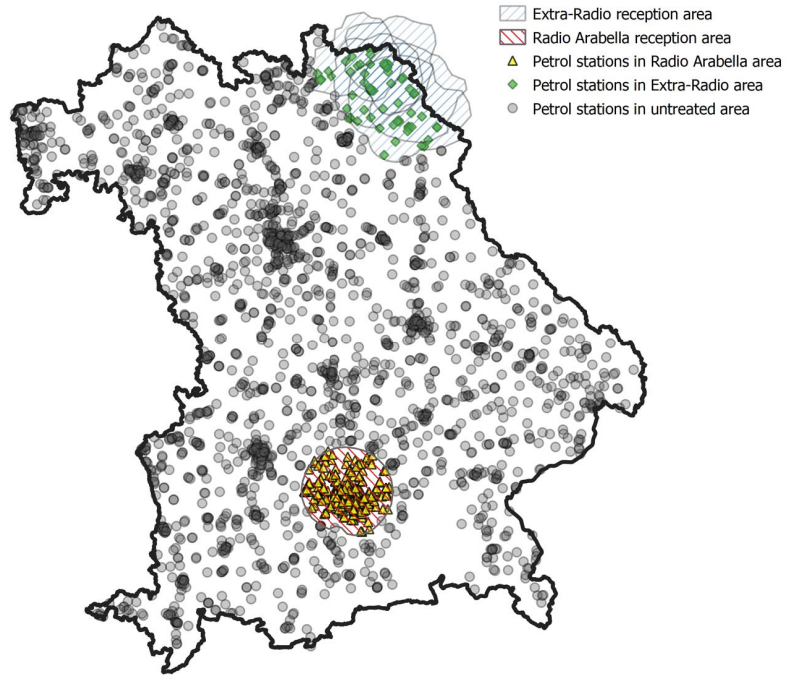 Extra-Radio reception area
Radio Arabella reception area
Petrol stations in Radio Arabella area
Petrol stations in Extra-Radio area
Petrol stations in untreated area